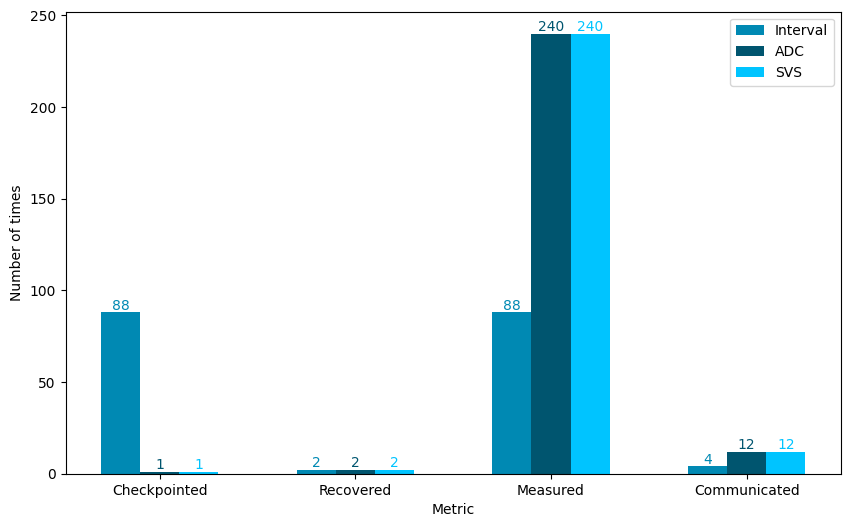 250
200
150
100
50
0
Number of times
Interval
ADC
SVS
88
1
1
2
2
2
88
240
240
4
12
12
Checkpointed
Recovered
Measured
Communicated
Metric